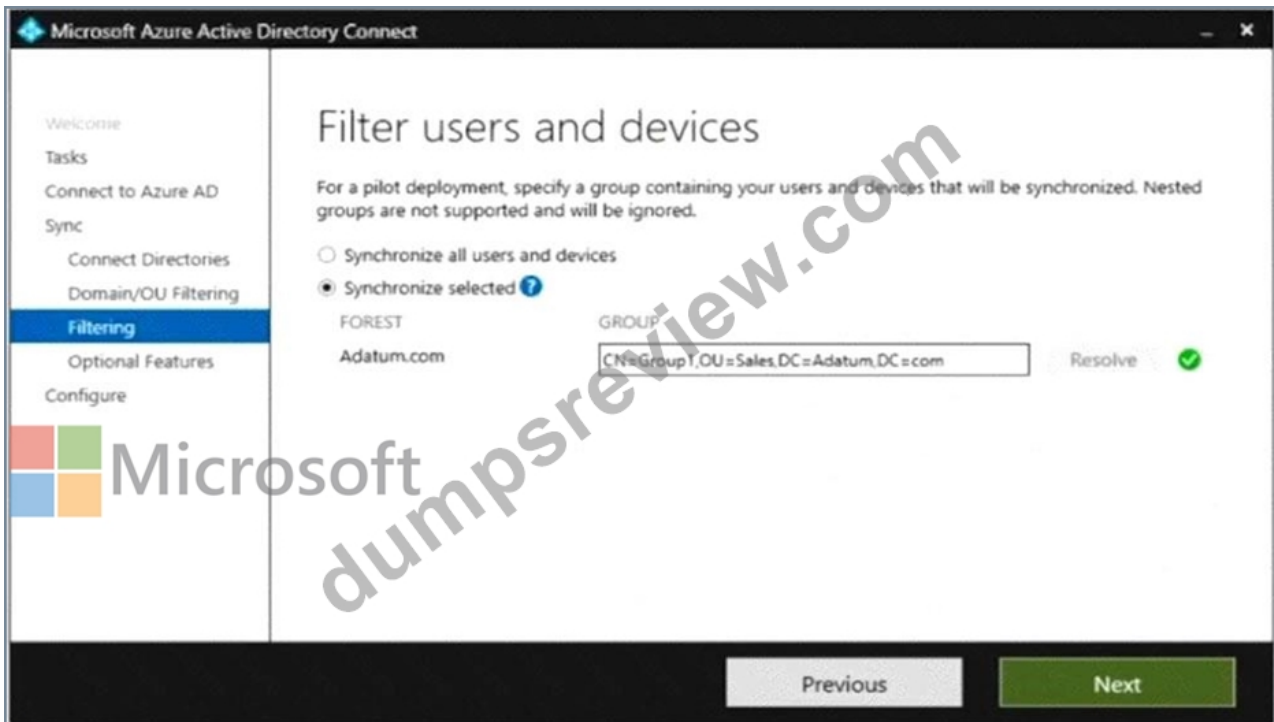 Microsoft Azure Active Directory Connect
Welcome
Tasks
Connect to Azure AD
Sync
Connect Directories
Domain/OU Filtering
Filtering
Optional Features
Configure
Filter users and devices
For a pilot deployment, specify a group containing your users and devices that will be synchronized. Nested
groups are not supported and will be ignored.
Synchronize all users and devices
Synchronize selected ?
FOREST
GROUP
Adatum.com
CN=Group1,OU=Sales,DC=Adatum,DC=com
Resolve
Microsoft
dumpsreview.com
Previous
Next